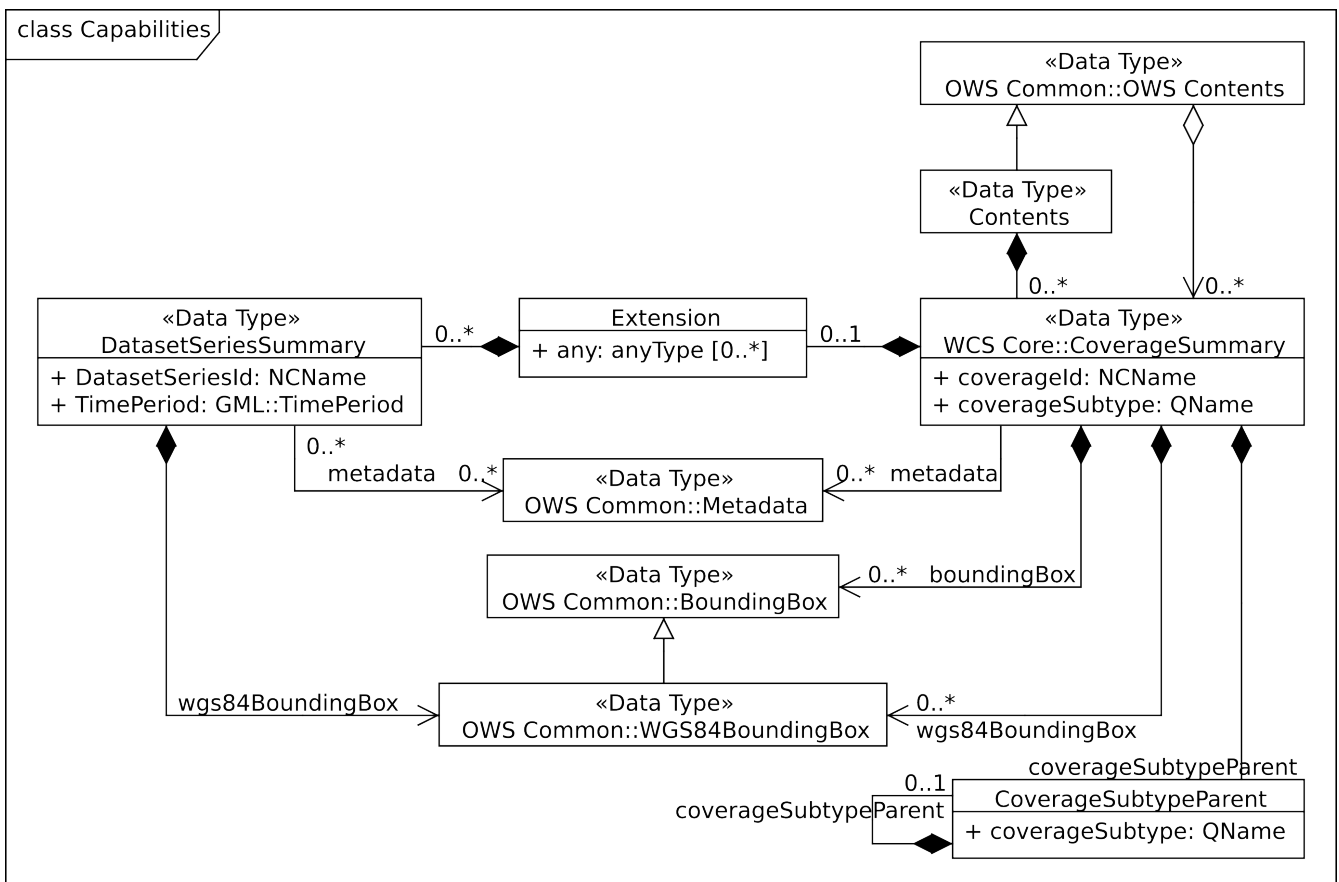 class Capabilities
«Data Type»
OWS Common::OWS Contents
«Data Type»
Contents
0..*
0..*
«Data Type»
DatasetSeriesSummary
+ DatasetSeriesId: NCName
+ TimePeriod: GML::TimePeriod
0..*
Extension
+ any: anyType [0..*]
0..1
«Data Type»
WCS Core::CoverageSummary
+ coverageId: NCName
+ coverageSubtype: QName
0..*
metadata
0..*
«Data Type»
OWS Common::Metadata
0..*
metadata
«Data Type»
OWS Common::BoundingBox
0..*
boundingBox
wgs84BoundingBox
«Data Type»
OWS Common::WGS84BoundingBox
0..*
wgs84BoundingBox
coverageSubtypeParent
0..1
coverageSubtypeParent
CoverageSubtypeParent
+ coverageSubtype: QName